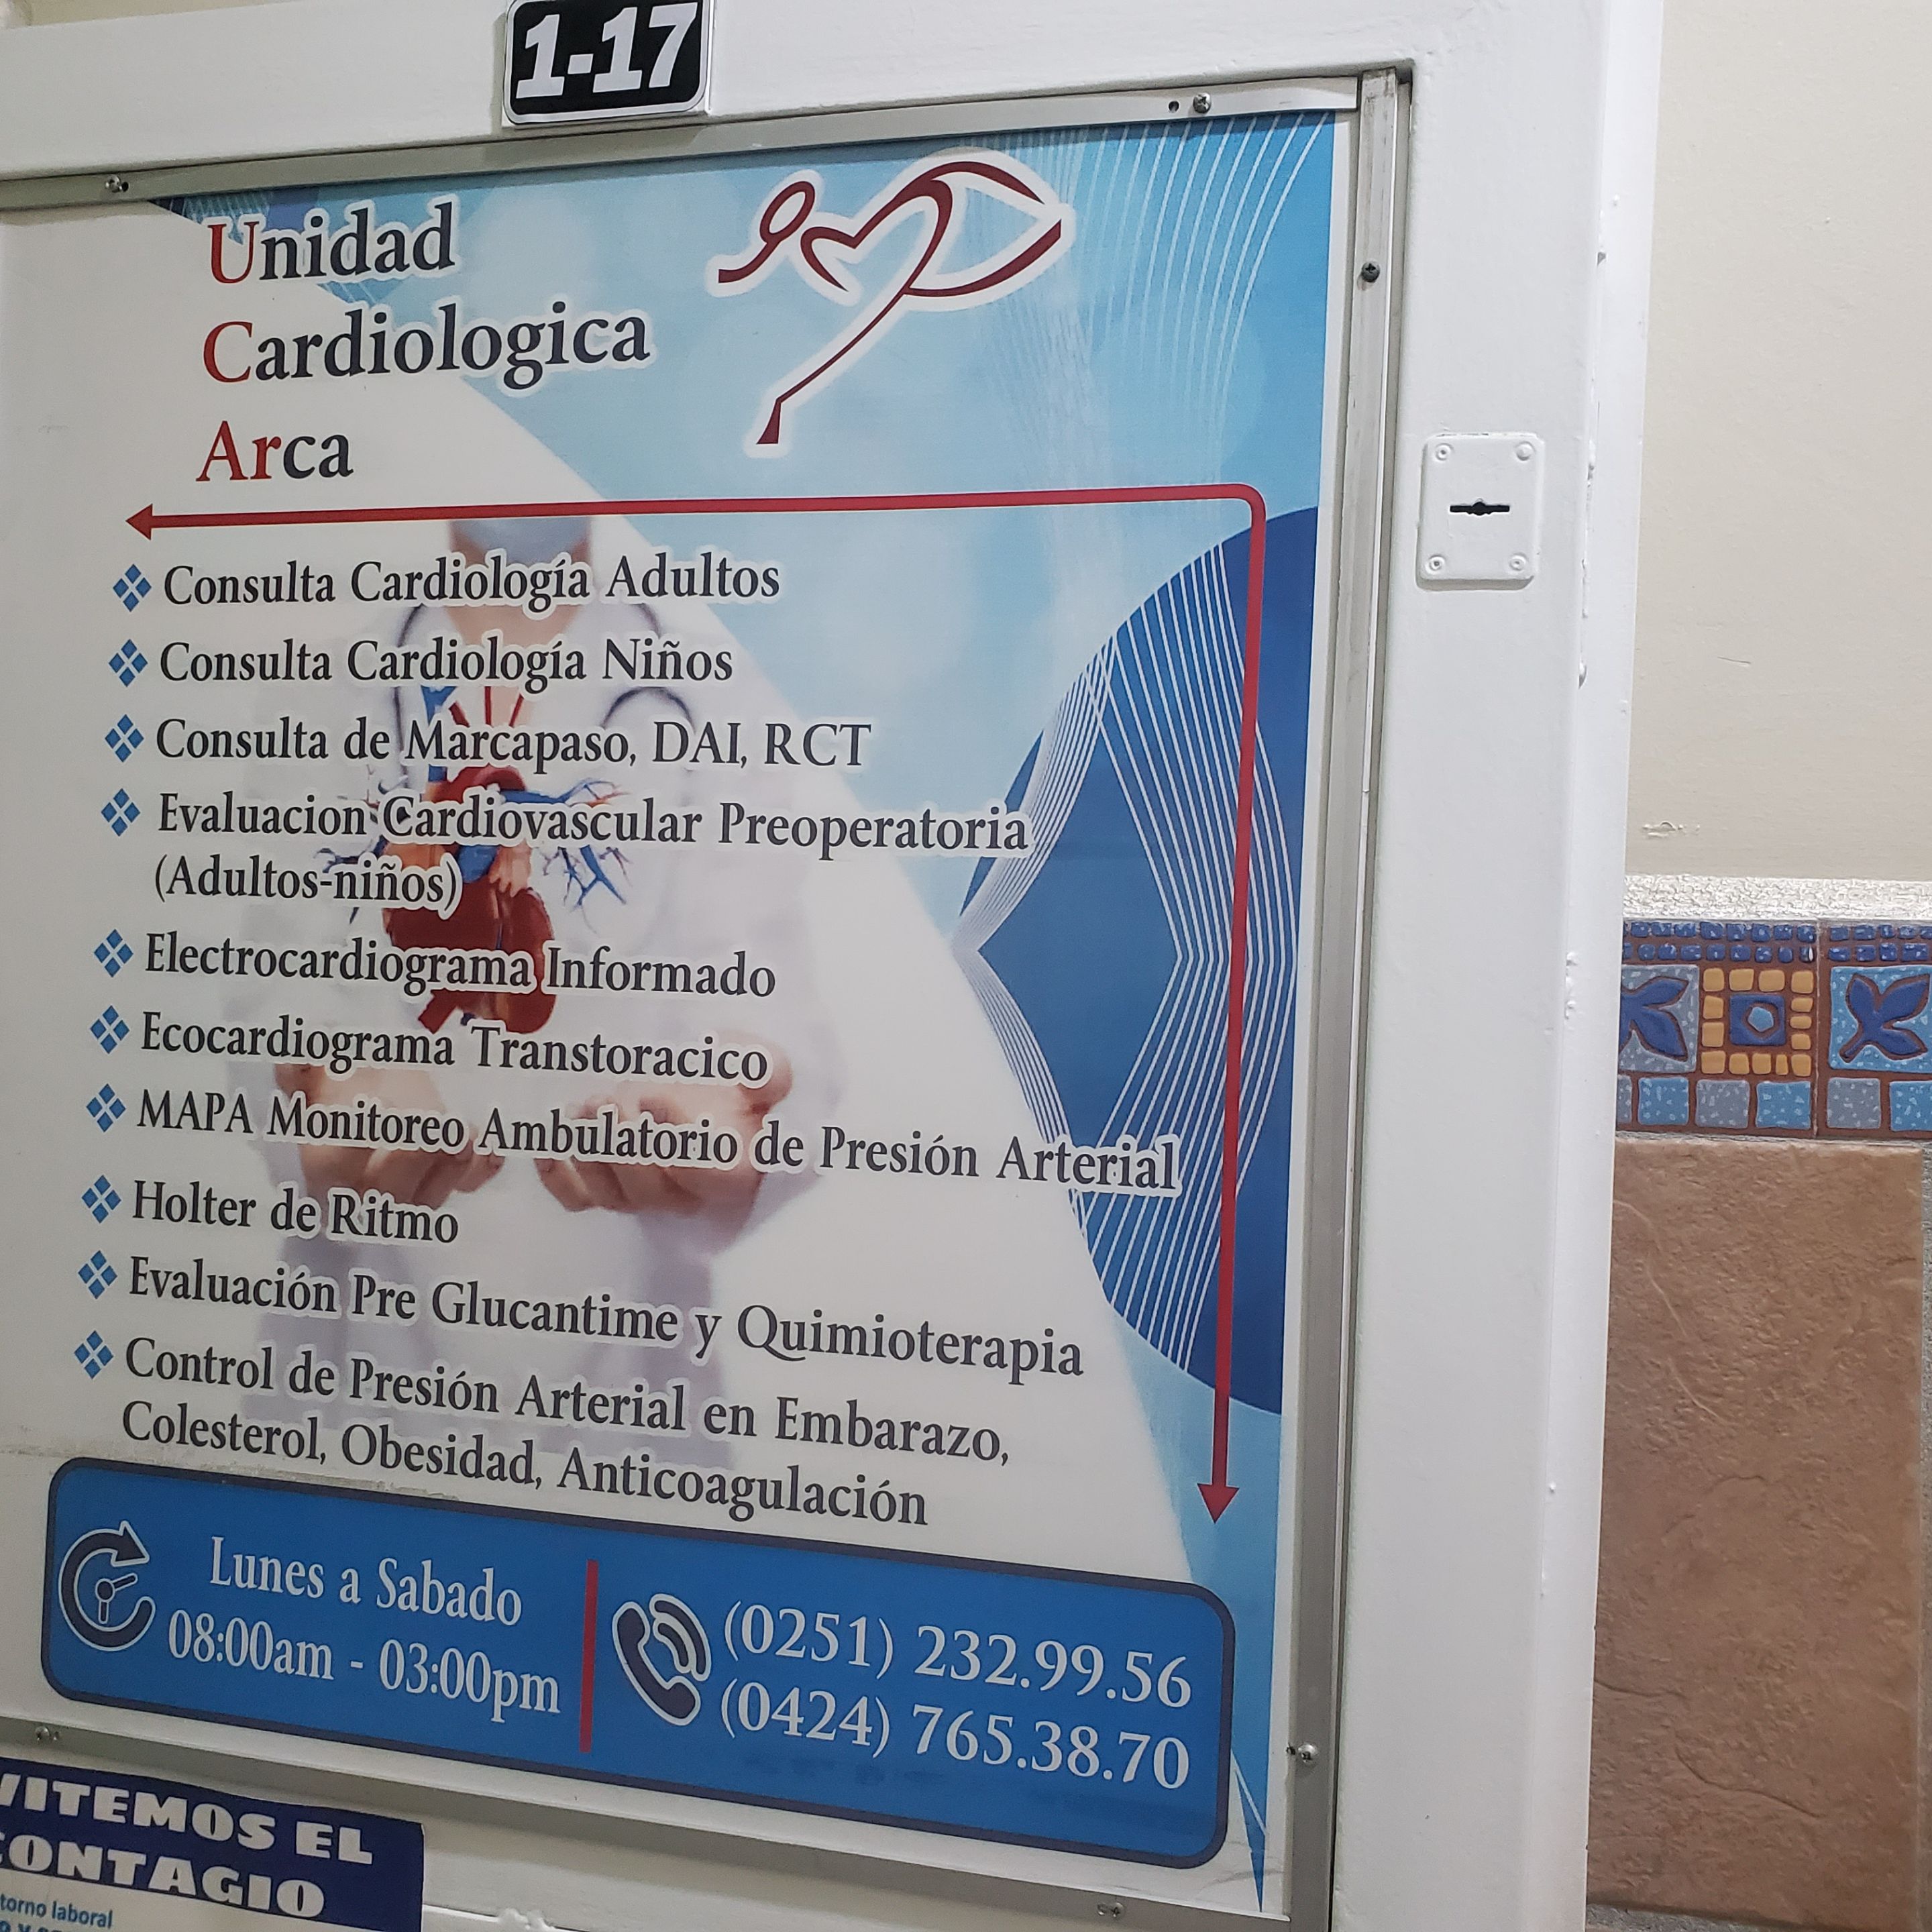 1-17
Unidad
Cardiologica
Arca
Consulta Cardiología Adultos
Consulta Cardiología Niños
Consulta de Marcapaso, DAI, RCT
Evaluacion Cardiovascular Preoperatoria
(Adultos-niños)
Electrocardiograma Informado
Ecocardiograma Transtoracico
MAPA Monitoreo Ambulatorio de Presión Arterial
Holter de Ritmo
Evaluación Pre Glucantime y Quimioterapia
Control de Presión Arterial en Embarazo,
Colesterol, Obesidad, Anticoagulación
Lunes a Sabado
08:00am - 03:00pm
(0251) 232.99.56
(0424) 765.38.70
VITEMOS EL
CONTAGIO
torno laboral